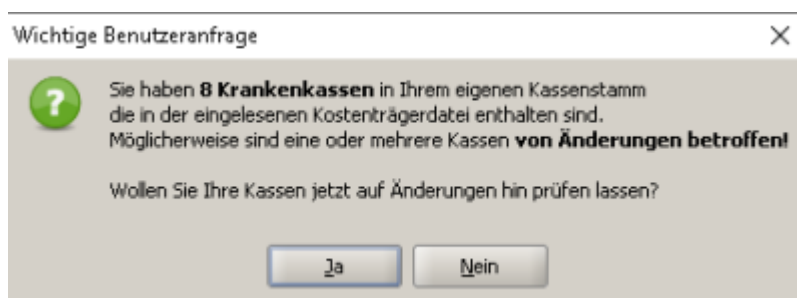 Wichtige Benutzeranfrage
Sie haben 8 Krankenkassen in Ihrem eigenen Kassenstamm
die in der eingelesenen Kostenträgerdatei enthalten sind.
Möglicherweise sind eine oder mehrere Kassen von Änderungen betroffen!
Wollen Sie Ihre Kassen jetzt auf Änderungen hin prüfen lassen?
Ja
Nein